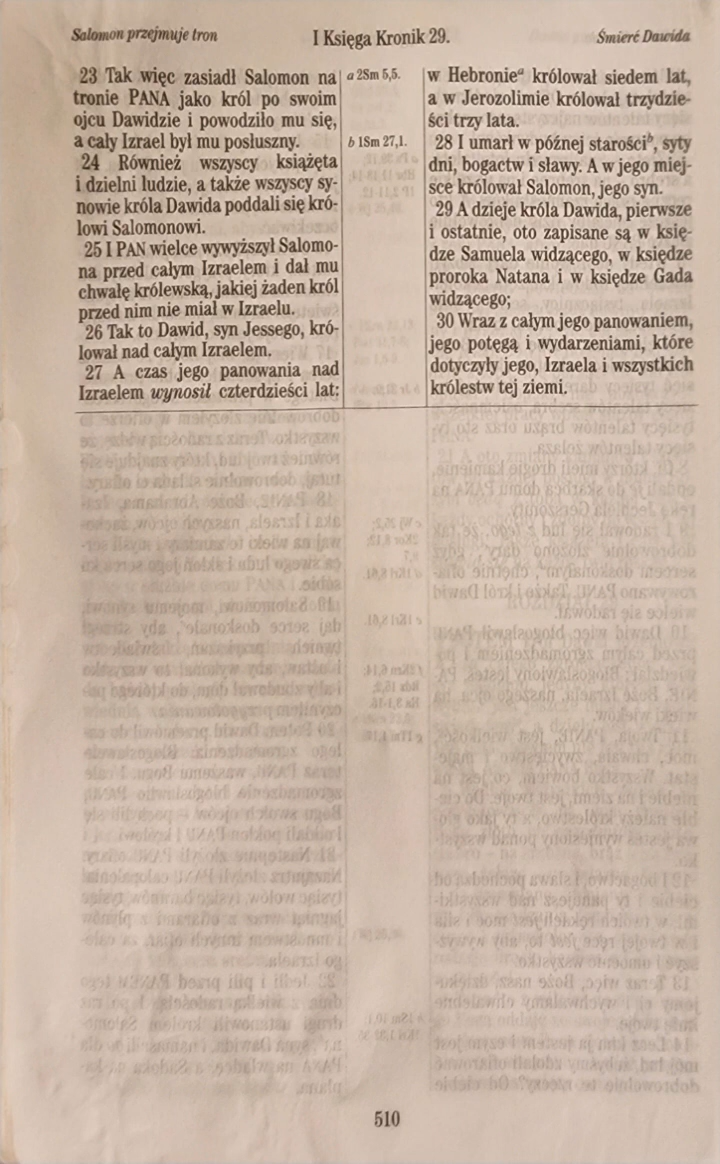 Salomon przejmuje tron
I Księga Kronik 29.
Śmierć Dawida
23 Tak więc zasiadł Salomon na
tronie PANA jako król po swoim
ojcu Dawidzie i powodziło mu się,
a cały Izrael był mu posłuszny.
24 Również wszyscy książęta
i dzielni ludzie, a także wszyscy sy-
nowie króla Dawida poddali się kró-
lowi Salomonowi.
25 I PAN wielce wywyższył Salomo-
na przed całym Izraelem i dał mu
chwałę królewską, jakiej żaden król
przed nim nie miał w Izraelu.
26 Tak to Dawid, syn Jessego, kró-
lował nad całym Izraelem.
27 A czas jego panowania nad
Izraelem wynosił czterdzieści lat:
a 2Sm 5,5.
b 1Sm 27,1.
w Hebronieᵃ królował siedem lat,
a w Jerozolimie królował trzydzie-
ści trzy lata.
28 I umarł w późnej starościᵇ, syty
dni, bogactw i sławy. A w jego miej-
sce królował Salomon, jego syn.
29 A dzieje króla Dawida, pierwsze
i ostatnie, oto zapisane są w księ-
dze Samuela widzącego, w księdze
proroka Natana i w księdze Gada
widzącego;
30 Wraz z całym jego panowaniem,
jego potęgą i wydarzeniami, które
dotyczyły jego, Izraela i wszystkich
królestw tej ziemi.
510